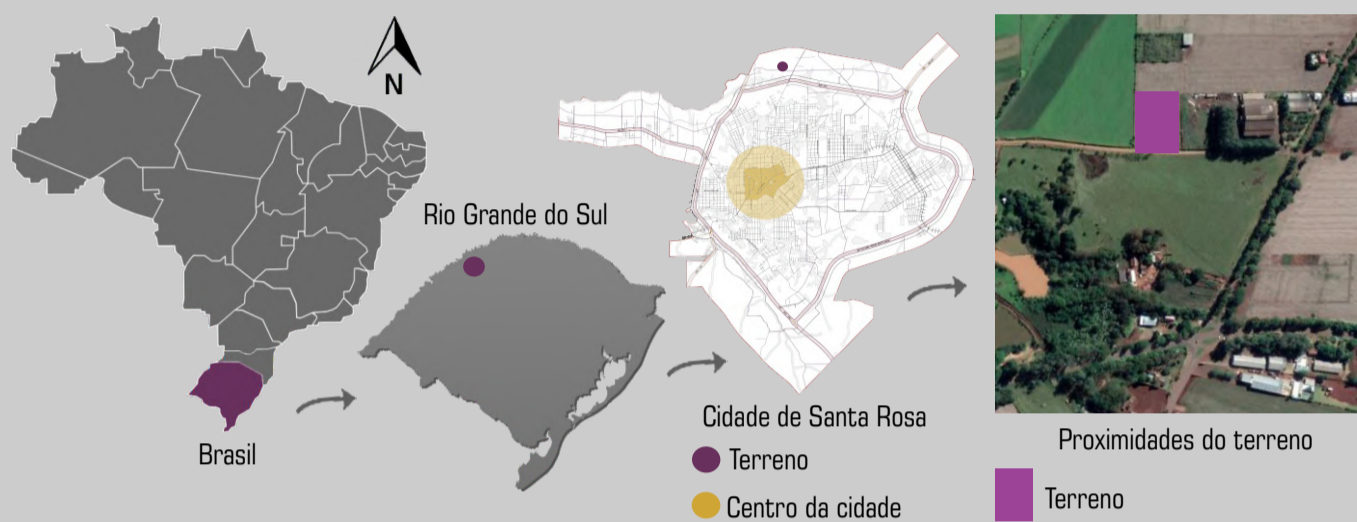 N
Brasil
Rio Grande do Sul
Cidade de Santa Rosa
Terreno
Centro da cidade
Proximidades do terreno
Terreno